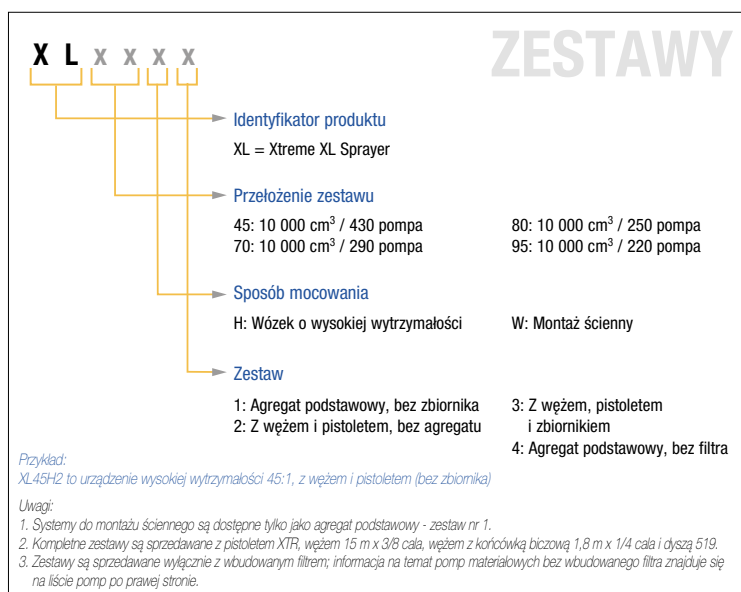 ZESTAWY
X L x x x x
Identyfikator produktu
XL = Xtreme XL Sprayer
Przełożenie zestawu
45: 10 000 cm³ / 430 pompa
70: 10 000 cm³ / 290 pompa
80: 10 000 cm³ / 250 pompa
95: 10 000 cm³ / 220 pompa
Sposób mocowania
H: Wózek o wysokiej wytrzymałości
W: Montaż ścienny
Zestaw
1: Agregat podstawowy, bez zbiornika
2: Z wężem i pistoletem, bez agregatu
3: Z wężem, pistoletem
i zbiornikiem
4: Agregat podstawowy, bez filtra
Przykład:
XL45H2 to urządzenie wysokiej wytrzymałości 45:1, z wężem i pistoletem (bez zbiornika)
Uwagi:
1. Systemy do montażu ściennego są dostępne tylko jako agregat podstawowy - zestaw nr 1.
2. Kompletne zestawy są sprzedawane z pistoletem XTR, wężem 15 m x 3/8 cala, wężem z końcówką biczową 1,8 m x 1/4 cala i dyszą 519.
3. Zestawy są sprzedawane wyłącznie z wbudowanym filtrem; informacja na temat pomp materiałowych bez wbudowanego filtra znajduje się
na liście pomp po prawej stronie.